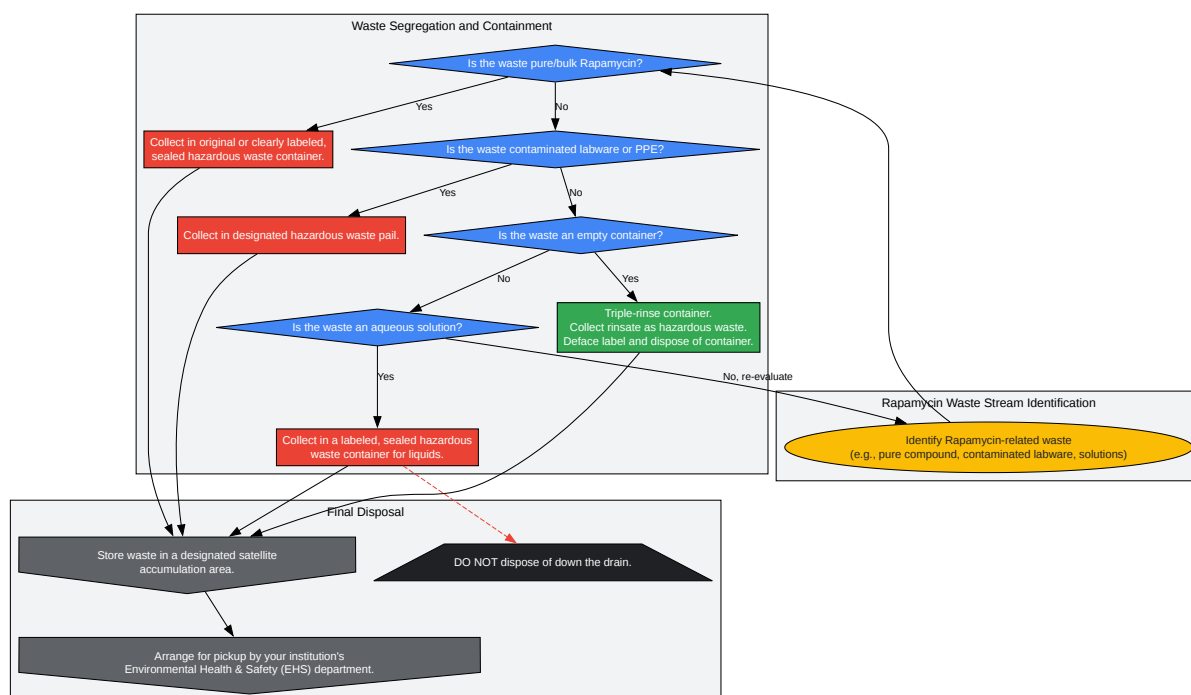 Waste Segregation and Containment
Is the waste pure/bulk Rapamycin?
Yes
No
Collect in original or clearly labeled,
sealed hazardous waste container.
Is the waste contaminated labware or PPE?
Yes
No
Collect in designated hazardous waste pail.
Is the waste an empty container?
No
Yes
Is the waste an aqueous solution?
Triple-rinse container.
Collect rinsate as hazardous waste.
Deface label and dispose of container.
Yes
No, re-evaluate
Rapamycin Waste Stream Identification
Identify Rapamycin-related waste
(e.g., pure compound, contaminated labware, solutions)
Collect in a labeled, sealed hazardous
waste container for liquids.
Final Disposal
Store waste in a designated satellite
accumulation area.
DO NOT dispose of down the drain.
Arrange for pickup by your institution's
Environmental Health & Safety (EHS) department.